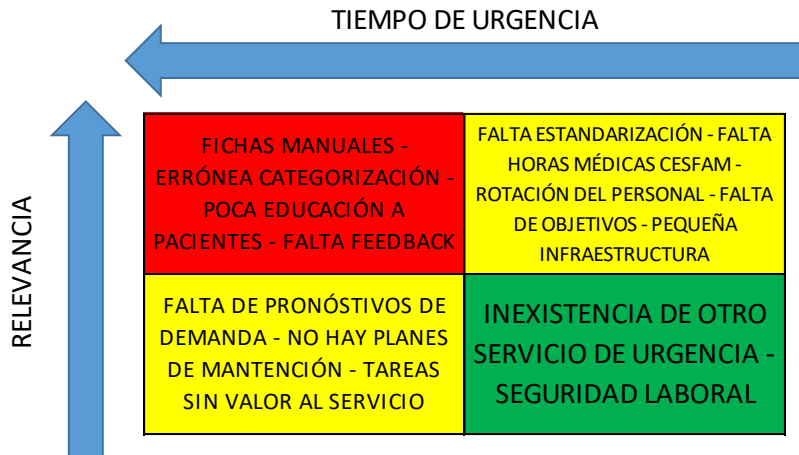 TIEMPO DE URGENCIA
RELEVANCIA
FICHAS MANUALES -
ERRÓNEA CATEGORIZACIÓN -
POCA EDUCACIÓN A
PACIENTES - FALTA FEEDBACK
FALTA ESTANDARIZACIÓN - FALTA
HORAS MÉDICAS CESFAM -
ROTACIÓN DEL PERSONAL - FALTA
DE OBJETIVOS - PEQUEÑA
INFRAESTRUCTURA
FALTA DE PRONÓSTIVOS DE
DEMANDA - NO HAY PLANES
DE MANTENCIÓN - TAREAS
SIN VALOR AL SERVICIO
INEXISTENCIA DE OTRO
SERVICIO DE URGENCIA -
SEGURIDAD LABORAL